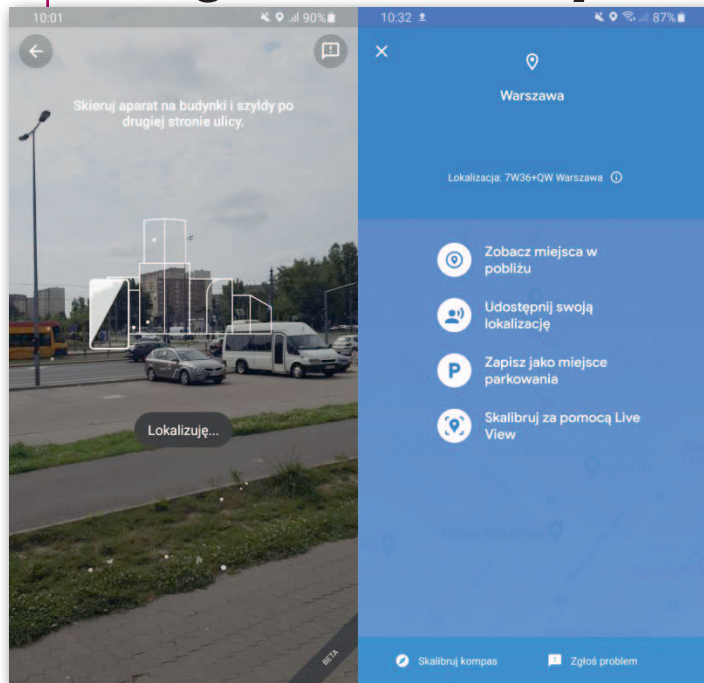 10:01
90%
Skieruj aparat na budynki i szyldy po
drugiej stronie ulicy.
Lokalizuję...
BETA
10:32
87%
Warszawa
Lokalizacja: 7W36+QW Warszawa
Zobacz miejsca w
pobliżu
Udostępnij swoją
lokalizację
P
Zapisz jako miejsce
parkowania
Skalibruj za pomocą Live
View
Skalibruj kompas
Zgłoś problem